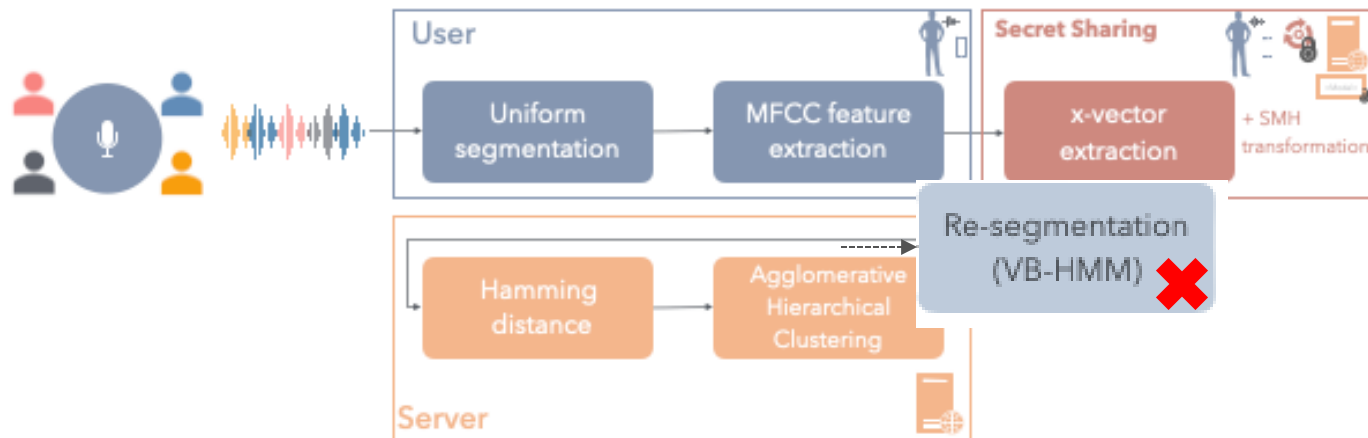 User
Secret Sharing
Uniform
segmentation
MFCC feature
extraction
x-vector
extraction
+ SMH
transformation
Re-segmentation
(VB-HMM)
Hamming
distance
Agglomerative
Hierarchical
Clustering
Server